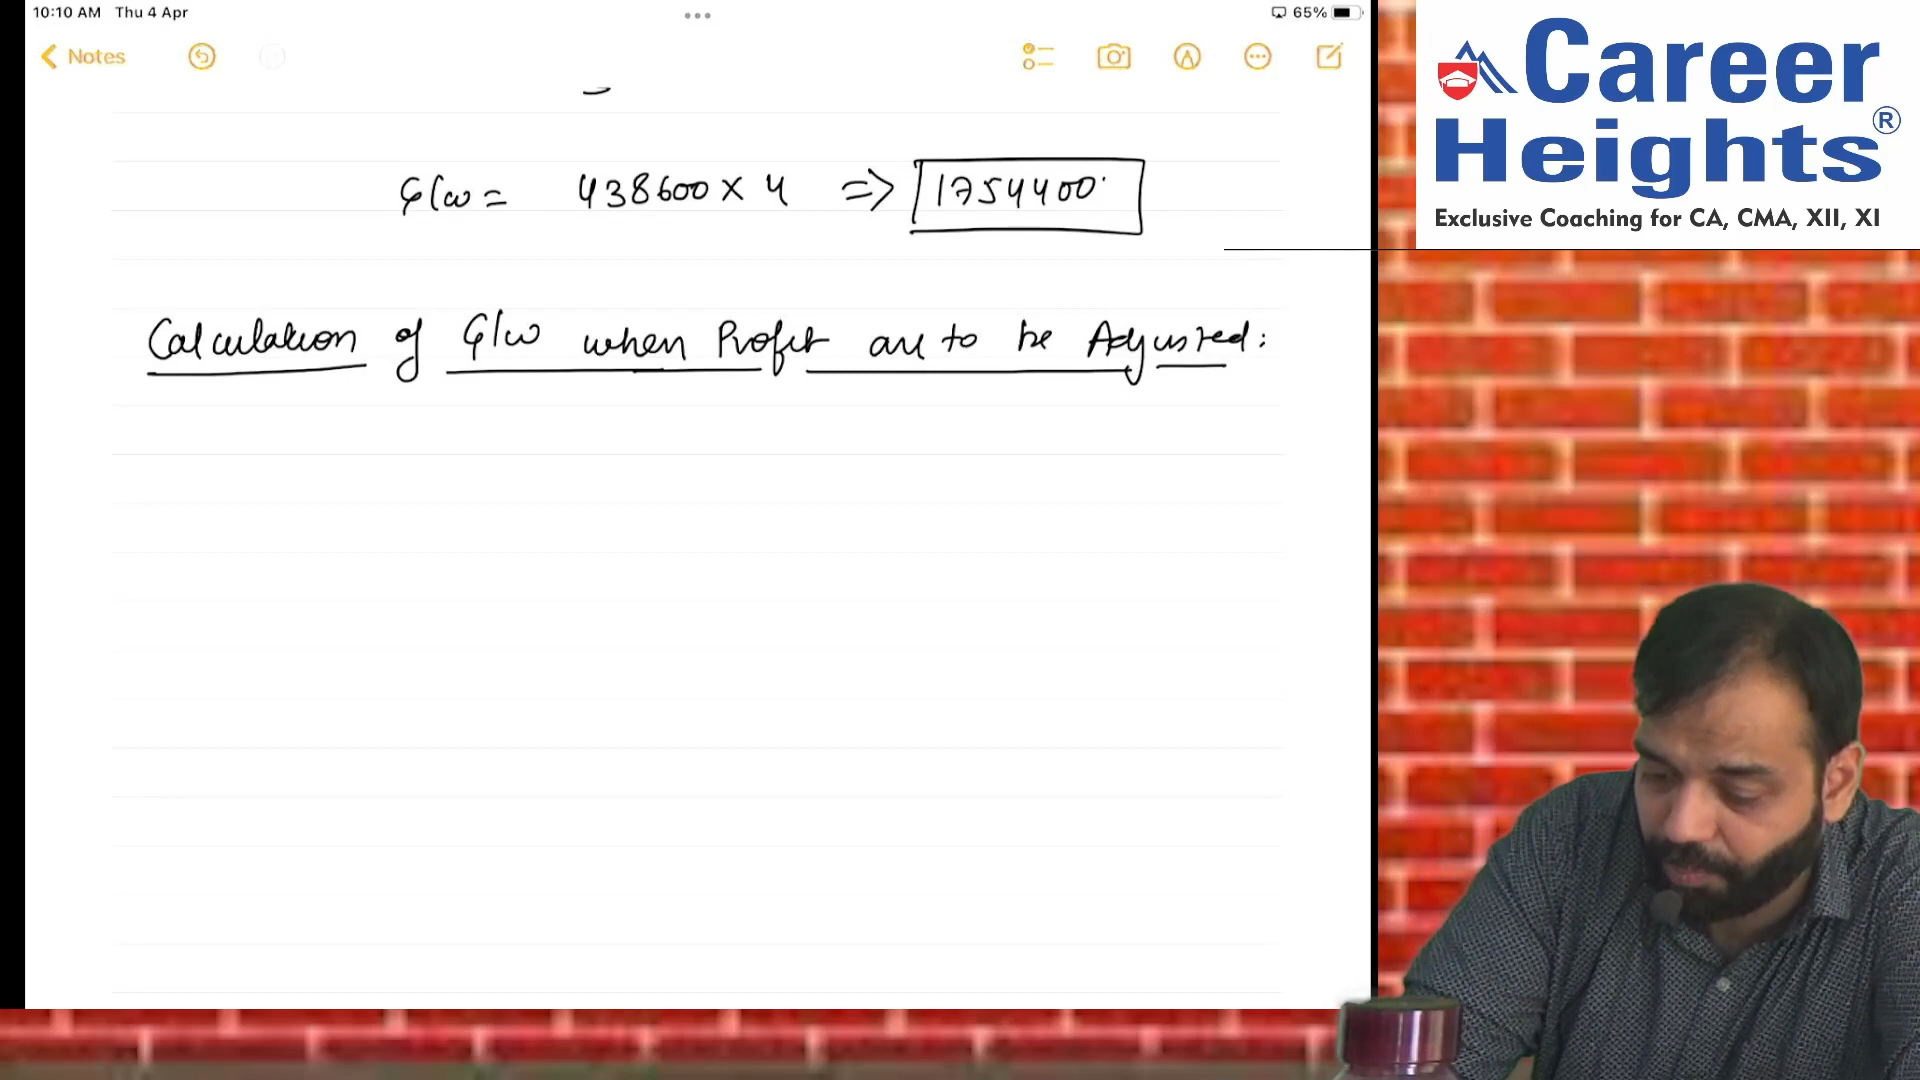 10:10 AM Thu 4 Apr
65%
Notes
G/w = 438600 × 4 => 1754400
Calculation of G/w when Profit are to be Adjusted:
Career
Heights®
Exclusive Coaching for CA, CMA, XII, XI